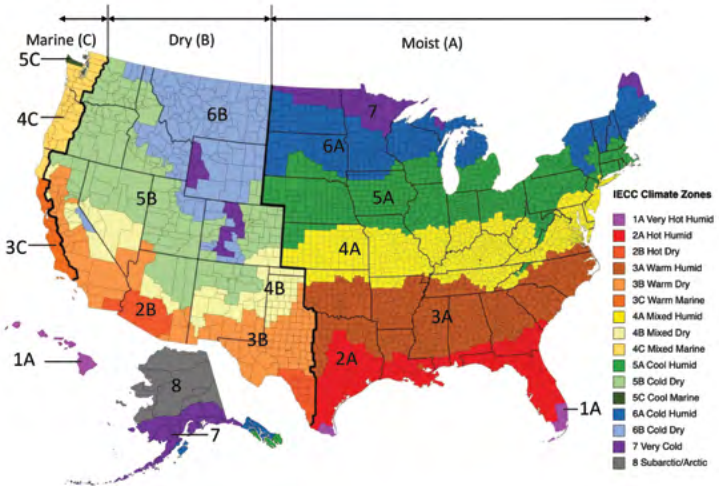 Marine (C)
Dry (B)
Moist (A)
5C
4C
6B
7
6A
5B
5A
4A
3C
4B
2B
3B
3A
2A
1A
8
7
1A
IECC Climate Zones
1A Very Hot Humid
2A Hot Humid
2B Hot Dry
3A Warm Humid
3B Warm Dry
3C Warm Marine
4A Mixed Humid
4B Mixed Dry
4C Mixed Marine
5A Cool Humid
5B Cold Dry
5C Cool Marine
6A Cold Humid
6B Cold Dry
7 Very Cold
8 Subarctic/Arctic